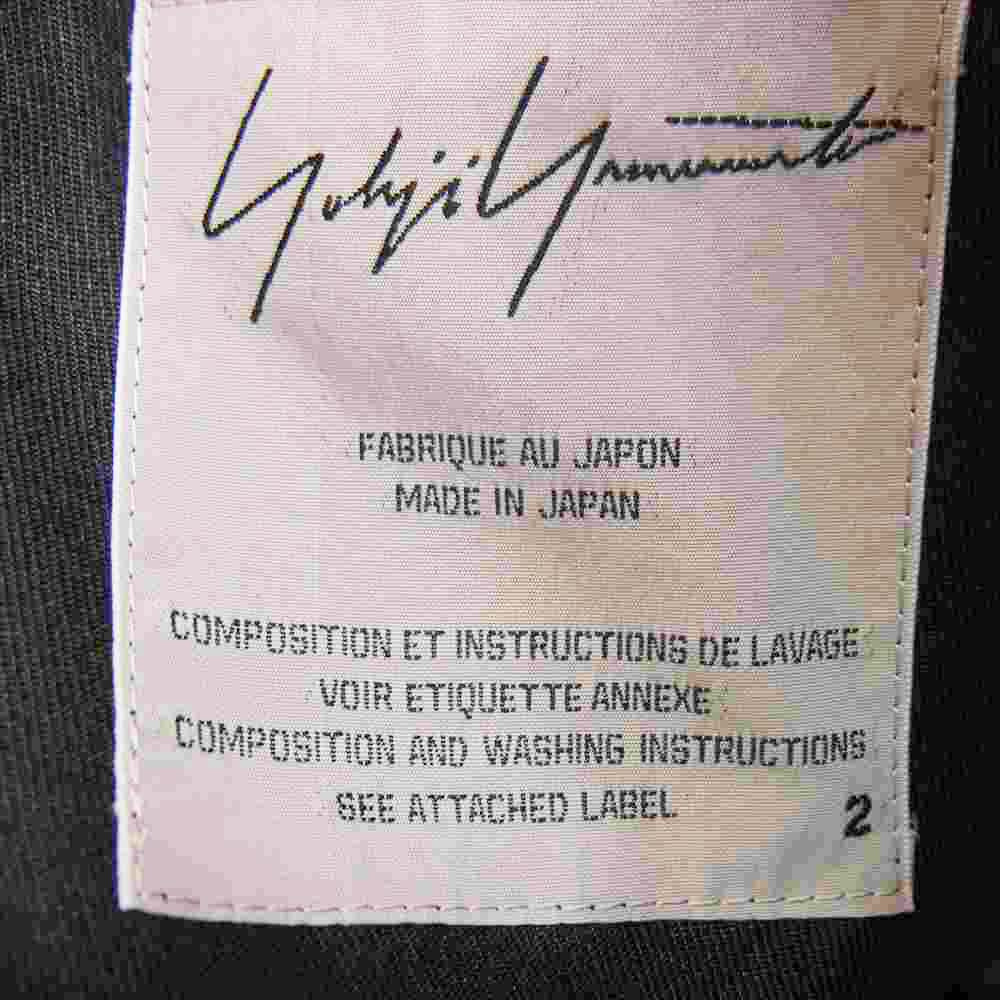 Yohji Yamamoto
FABRIQUE AU JAPON
MADE IN JAPAN
COMPOSITION ET INSTRUCTIONS DE LAVAGE
VOIR ETIQUETTE ANNEXE
COMPOSITION AND WASHING INSTRUCTIONS
SEE ATTACHED LABEL
2